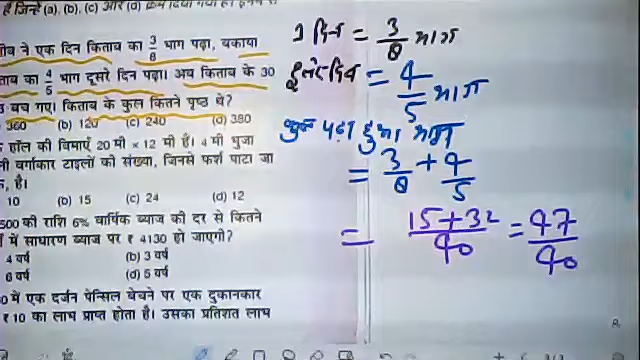 है जिन्हें (a), (b), (c) और (d) क्रम दिया गया है। इनमें से
ने एक दिन किताब का 3/8 भाग पढ़ा, बकाया
का 4/5 भाग दूसरे दिन पढ़ा। अब किताब के 30
बच गए। किताब के कुल कितने पृष्ठ थे?
360 (b) 120 (c) 240 (d) 380
हॉल की विमाएँ 20 मी × 12 मी हैं। 4 मी भुजा
वर्गाकार टाइलों की संख्या, जिनसे फर्श पाटा जा
है।
10 (b) 15 (c) 24 (d) 12
500 की राशि 6% वार्षिक ब्याज की दर से कितने
में साधारण ब्याज पर ₹ 4130 हो जाएगी?
4 वर्ष (b) 3 वर्ष
6 वर्ष (d) 5 वर्ष
0 में एक दर्जन पेन्सिल बेचने पर एक दुकानदार
₹ 10 का लाभ प्राप्त होता है। उसका प्रतिशत लाभ
1 दिन = 3/8 भाग
दूसरे दिन = 4/5 भाग
कुल पढ़ा हुआ भाग
= 3/8 + 4/5
= 15+32/40 = 47/40